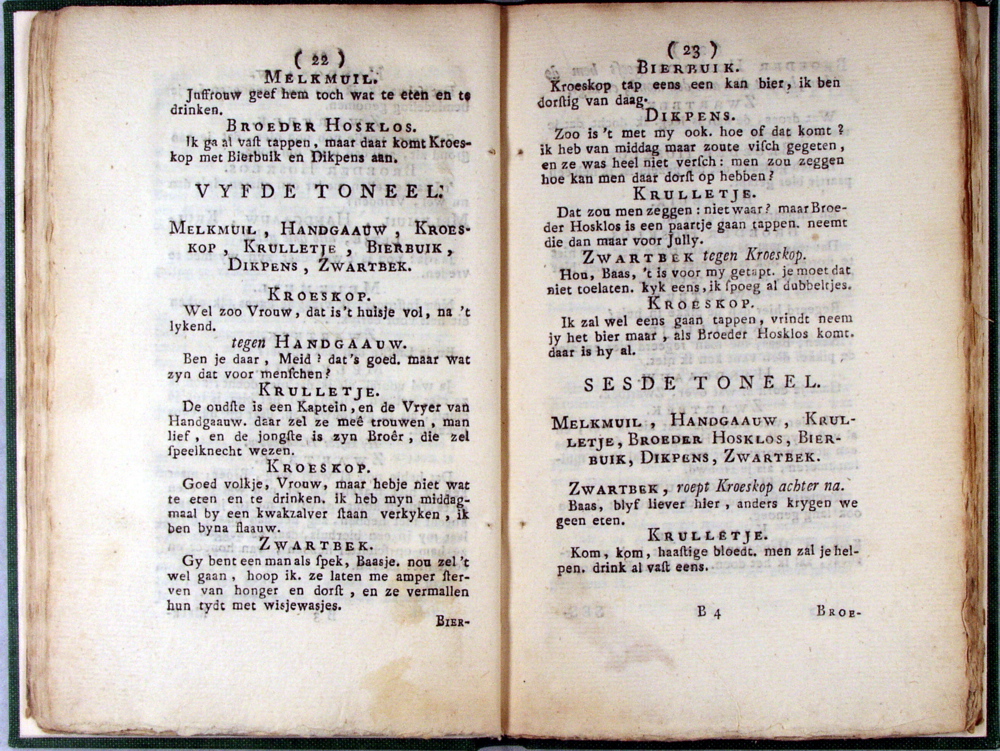 ( 22 )
MELKMUIL.
Juffrouw geef hem toch wat te eten en te
drinken.
BROEDER HOSKLOS.
Ik ga al vaſt tappen, maar daar komt Kroes-
kop met Bierbuik en Dikpens aan.
VYFDE TONEEL.
MELKMUIL, HANDGAAUW, KROES-
KOP, KRULLETJE, BIERBUIK,
DIKPENS, ZWARTBEK.
KROESKOP.
Wel zoo Vrouw, dat is't huisje vol, na 't
lykend.
tegen HANDGAAUW.
Ben je daar, Meid? dat's goed. maar wat
zyn dat voor menſchen?
KRULLETJE.
De oudſte is een Kaptein, en de Vryer van
Handgaauw. daar zel ze meê trouwen, man
lief, en de jongſte is zyn Broêr, die zel
ſpeelknecht wezen.
KROESKOP.
Goed volkje, Vrouw, maar hebje niet wat
te eten en te drinken. ik heb myn middag-
maal by een kwakzalver ſtaan verkyken, ik
ben byna flaauw.
ZWARTBEK.
Gy bent een man als ſpek, Baasje. nou zel 't
wel gaan, hoop ik. ze laten me amper ſter-
ven van honger en dorſt, en ze vermallen
hun tydt met wisjewasjes.
BIER-
( 23 )
BIERBUIK.
Kroeskop tap eens een kan bier, ik ben
dorſtig van daag.
DIKPENS.
Zoo is 't met my ook. hoe of dat komt?
ik heb van middag maar zoute viſch gegeten,
en ze was heel niet verſch: men zou zeggen
hoe kan men daar dorſt op hebben?
KRULLETJE.
Dat zou men zeggen: niet waar? maar Broe-
der Hosklos is een paartje gaan tappen. neemt
die dan maar voor Jully.
ZWARTBEK tegen Kroeskop.
Hou, Baas, 't is voor my getapt. je moet dat
niet toelaten. kyk eens, ik ſpoeg al dubbeltjes.
KROESKOP.
Ik zal wel eens gaan tappen, vrindt neem
jy het bier maar, als Broeder Hosklos komt.
daar is hy al.
SESDE TONEEL.
MELKMUIL, HANDGAAUW, KRUL-
LETJE, BROEDER HOSKLOS, BIER-
BUIK, DIKPENS, ZWARTBEK.
ZWARTBEK, roept Kroeskop achter na.
Baas, blyf liever hier, anders krygen we
geen eten.
KRULLETJE.
Kom, kom, haaſtige bloedt. men zal je hel-
pen. drink al vaſt eens.
B 4
BROE-